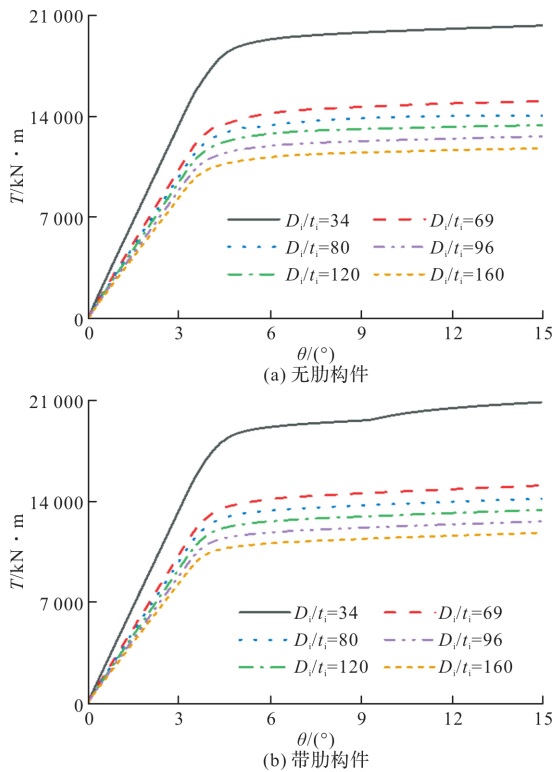 21 000
14 000
7 000
0
T/kN·m
D_i/t_i=34 D_i/t_i=69
D_i/t_i=80 D_i/t_i=96
D_i/t_i=120 D_i/t_i=160
0 3 6 9 12 15
θ/(°)
(a) 无肋构件
21 000
14 000
7 000
0
T/kN·m
D_i/t_i=34 D_i/t_i=69
D_i/t_i=80 D_i/t_i=96
D_i/t_i=120 D_i/t_i=160
0 3 6 9 12 15
θ/(°)
(b) 带肋构件